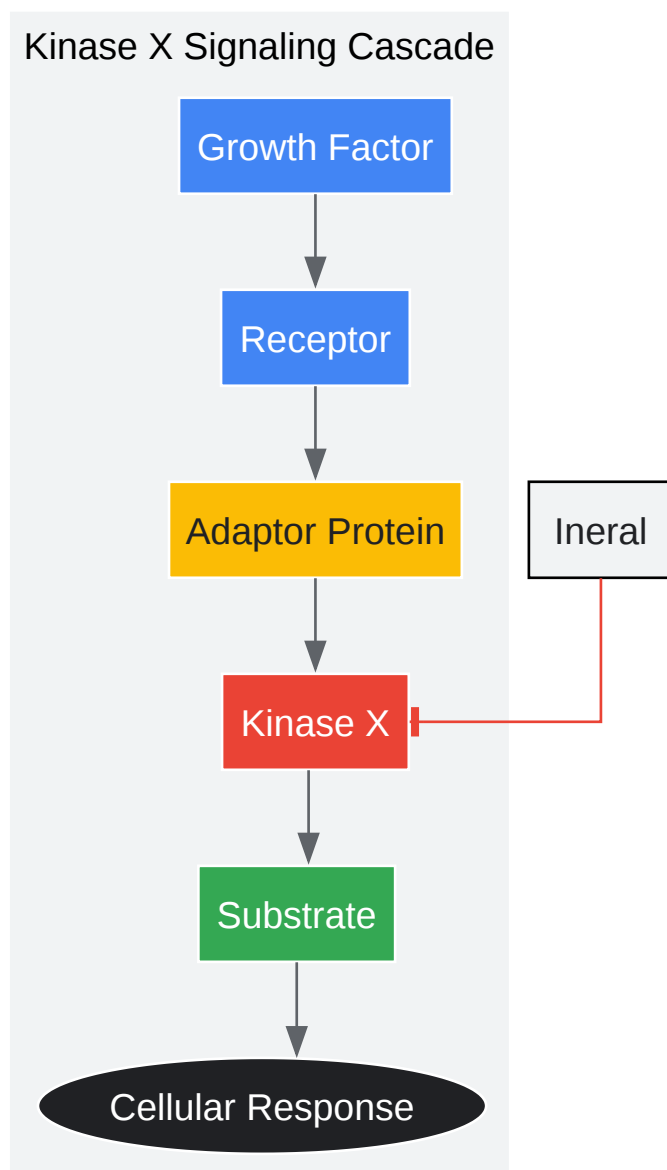 Kinase X Signaling Cascade
Growth Factor
Receptor
Adaptor Protein
Ineral
Kinase X
Substrate
Cellular Response